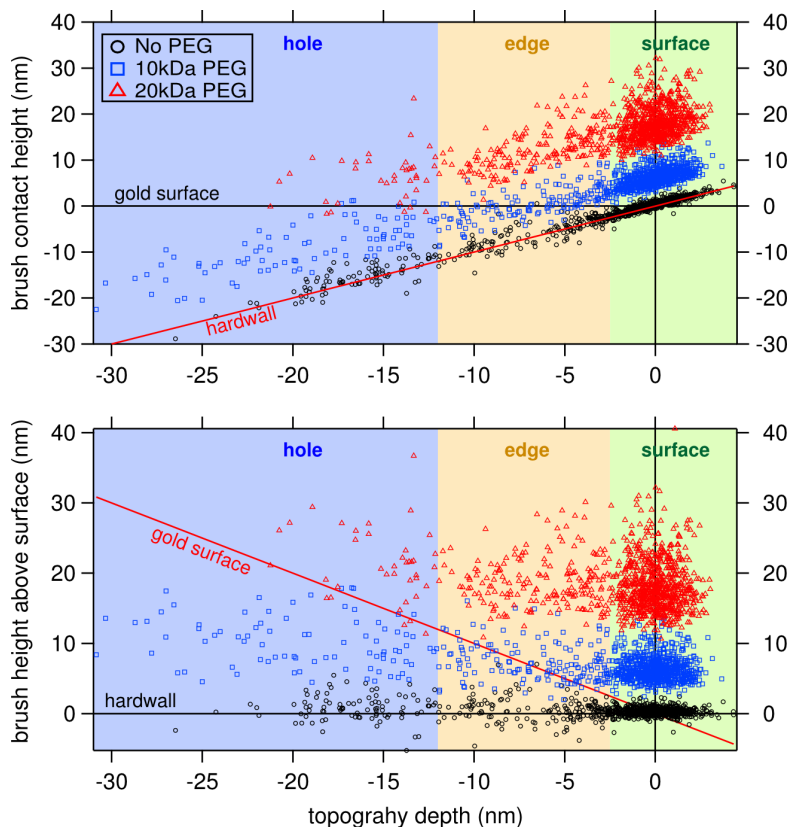 hole
edge
surface
No PEG
10kDa PEG
20kDa PEG
gold surface
hardwall
brush contact height (nm)
40
30
20
10
0
-10
-20
-30
40
30
20
10
0
-10
-20
-30
-30
-25
-20
-15
-10
-5
0
hole
edge
surface
gold surface
hardwall
brush height above surface (nm)
40
30
20
10
0
40
30
20
10
0
-30
-25
-20
-15
-10
-5
0
topograhy depth (nm)